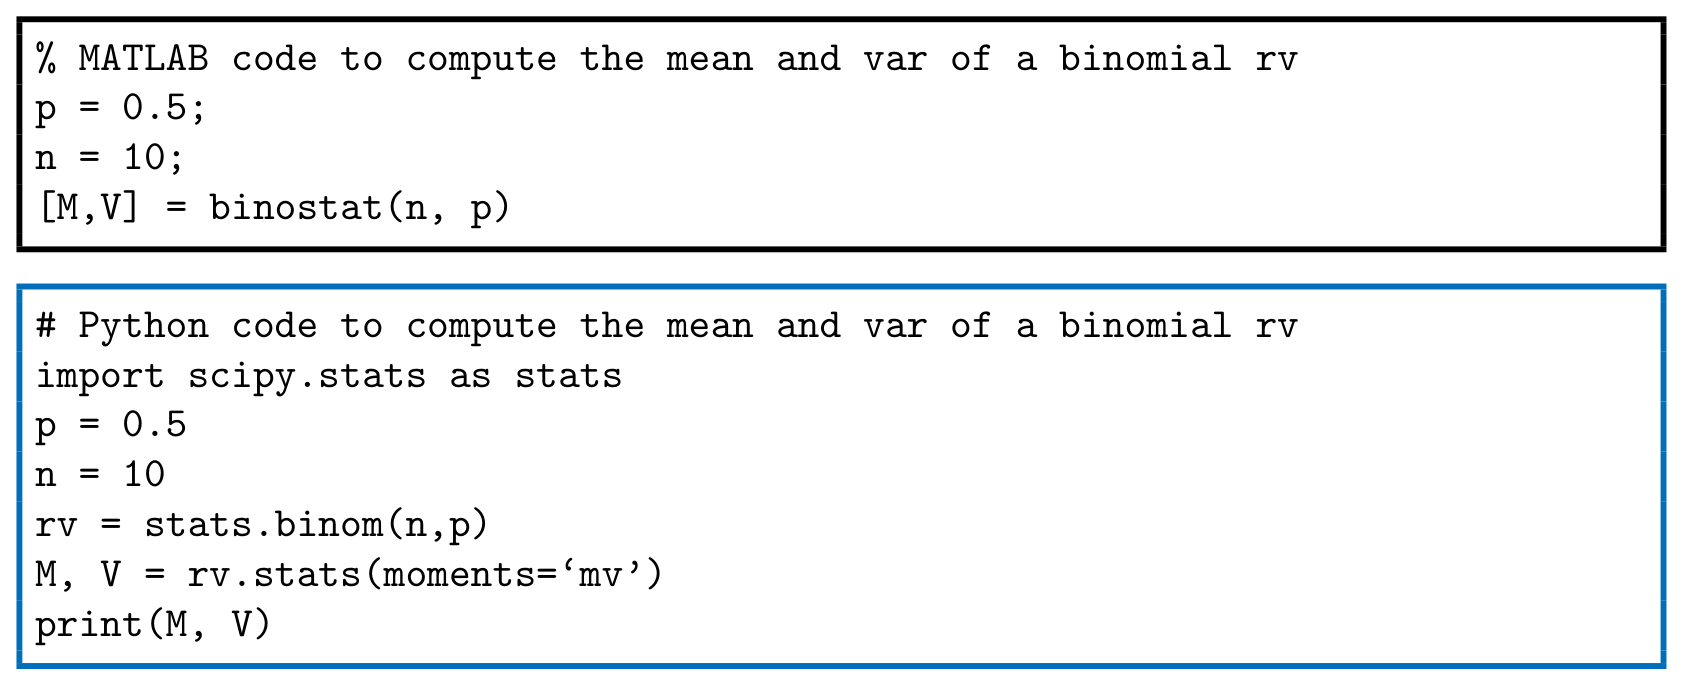 % MATLAB code to compute the mean and var of a binomial rv
p = 0.5;
n = 10;
[M,V] = binostat(n, p)
# Python code to compute the mean and var of a binomial rv
import scipy.stats as stats
p = 0.5
n = 10
rv = stats.binom(n,p)
M, V = rv.stats(moments=‘mv’)
print(M, V)